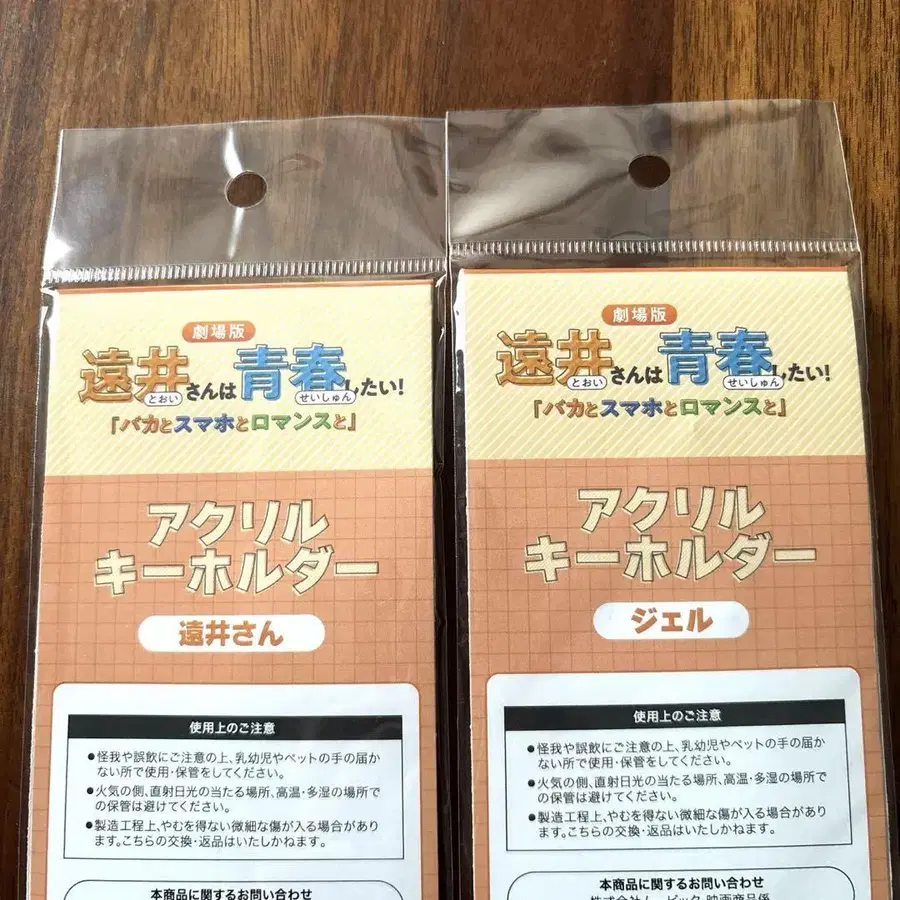 劇場版
遠井さんは青春したい!
とおい
せいしゅん
『バカとスマホとロマンスと』
アクリル
キーホルダー
遠井さん
使用上のご注意
●怪我や誤飲にご注意の上、乳幼児やペットの手の届か
ない所で使用・保管をしてください。
●火気の側、直射日光の当たる場所、高温・多湿の場所で
の保管は避けてください。
●製造工程上、やむを得ない微細な傷が入る場合があり
ます。こちらの交換・返品はいたしかねます。
本商品に関するお問い合わせ
劇場版
遠井さんは青春したい!
とおい
せいしゅん
『バカとスマホとロマンスと』
アクリル
キーホルダー
ジェル
使用上のご注意
●怪我や誤飲にご注意の上、乳幼児やペットの手の届か
ない所で使用・保管をしてください。
●火気の側、直射日光の当たる場所、高温・多湿の場所で
の保管は避けてください。
●製造工程上、やむを得ない微細な傷が入る場合があり
ます。こちらの交換・返品はいたしかねます。
本商品に関するお問い合わせ
株式会社ムービック 映画商品係